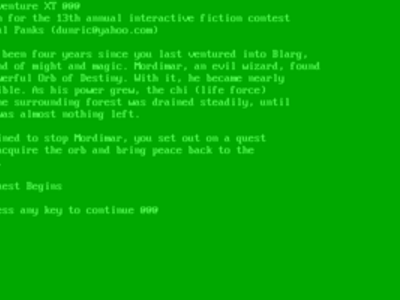 venture XT 000
n for the 13th annual interactive fiction contest
al Panks (dunric@yahoo.com)
been four years since you last ventured into Blarg,
nd of might and magic. Mordimar, an evil wizard, found
werful Orb of Destiny. With it, he became nearly
ible. As his power grew, the chi (life force)
he surrounding forest was drained steadily, until
was almost nothing left.
ined to stop Mordimar, you set out on a quest
acquire the orb and bring peace back to the
.
uest Begins
ess any key to continue 000